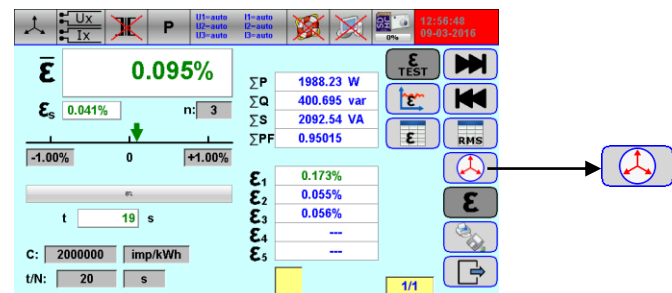 Ux
Ix
P
U1=auto
U2=auto
U3=auto
I1=auto
I2=auto
I3=auto
0%
12:56:48
09-03-2016
ε 0.095%
εs 0.041% n: 3
-1.00% 0 +1.00%
0%
t 19 s
C: 2000000 imp/kWh
t/N: 20 s
∑P 1988.23 W
∑Q 400.695 var
∑S 2092.54 VA
∑PF 0.95015
ε1 0.173%
ε2 0.055%
ε3 0.056%
ε4 ---
ε5 ---
1/1
ε
TEST
ε
ε
RMS
ε